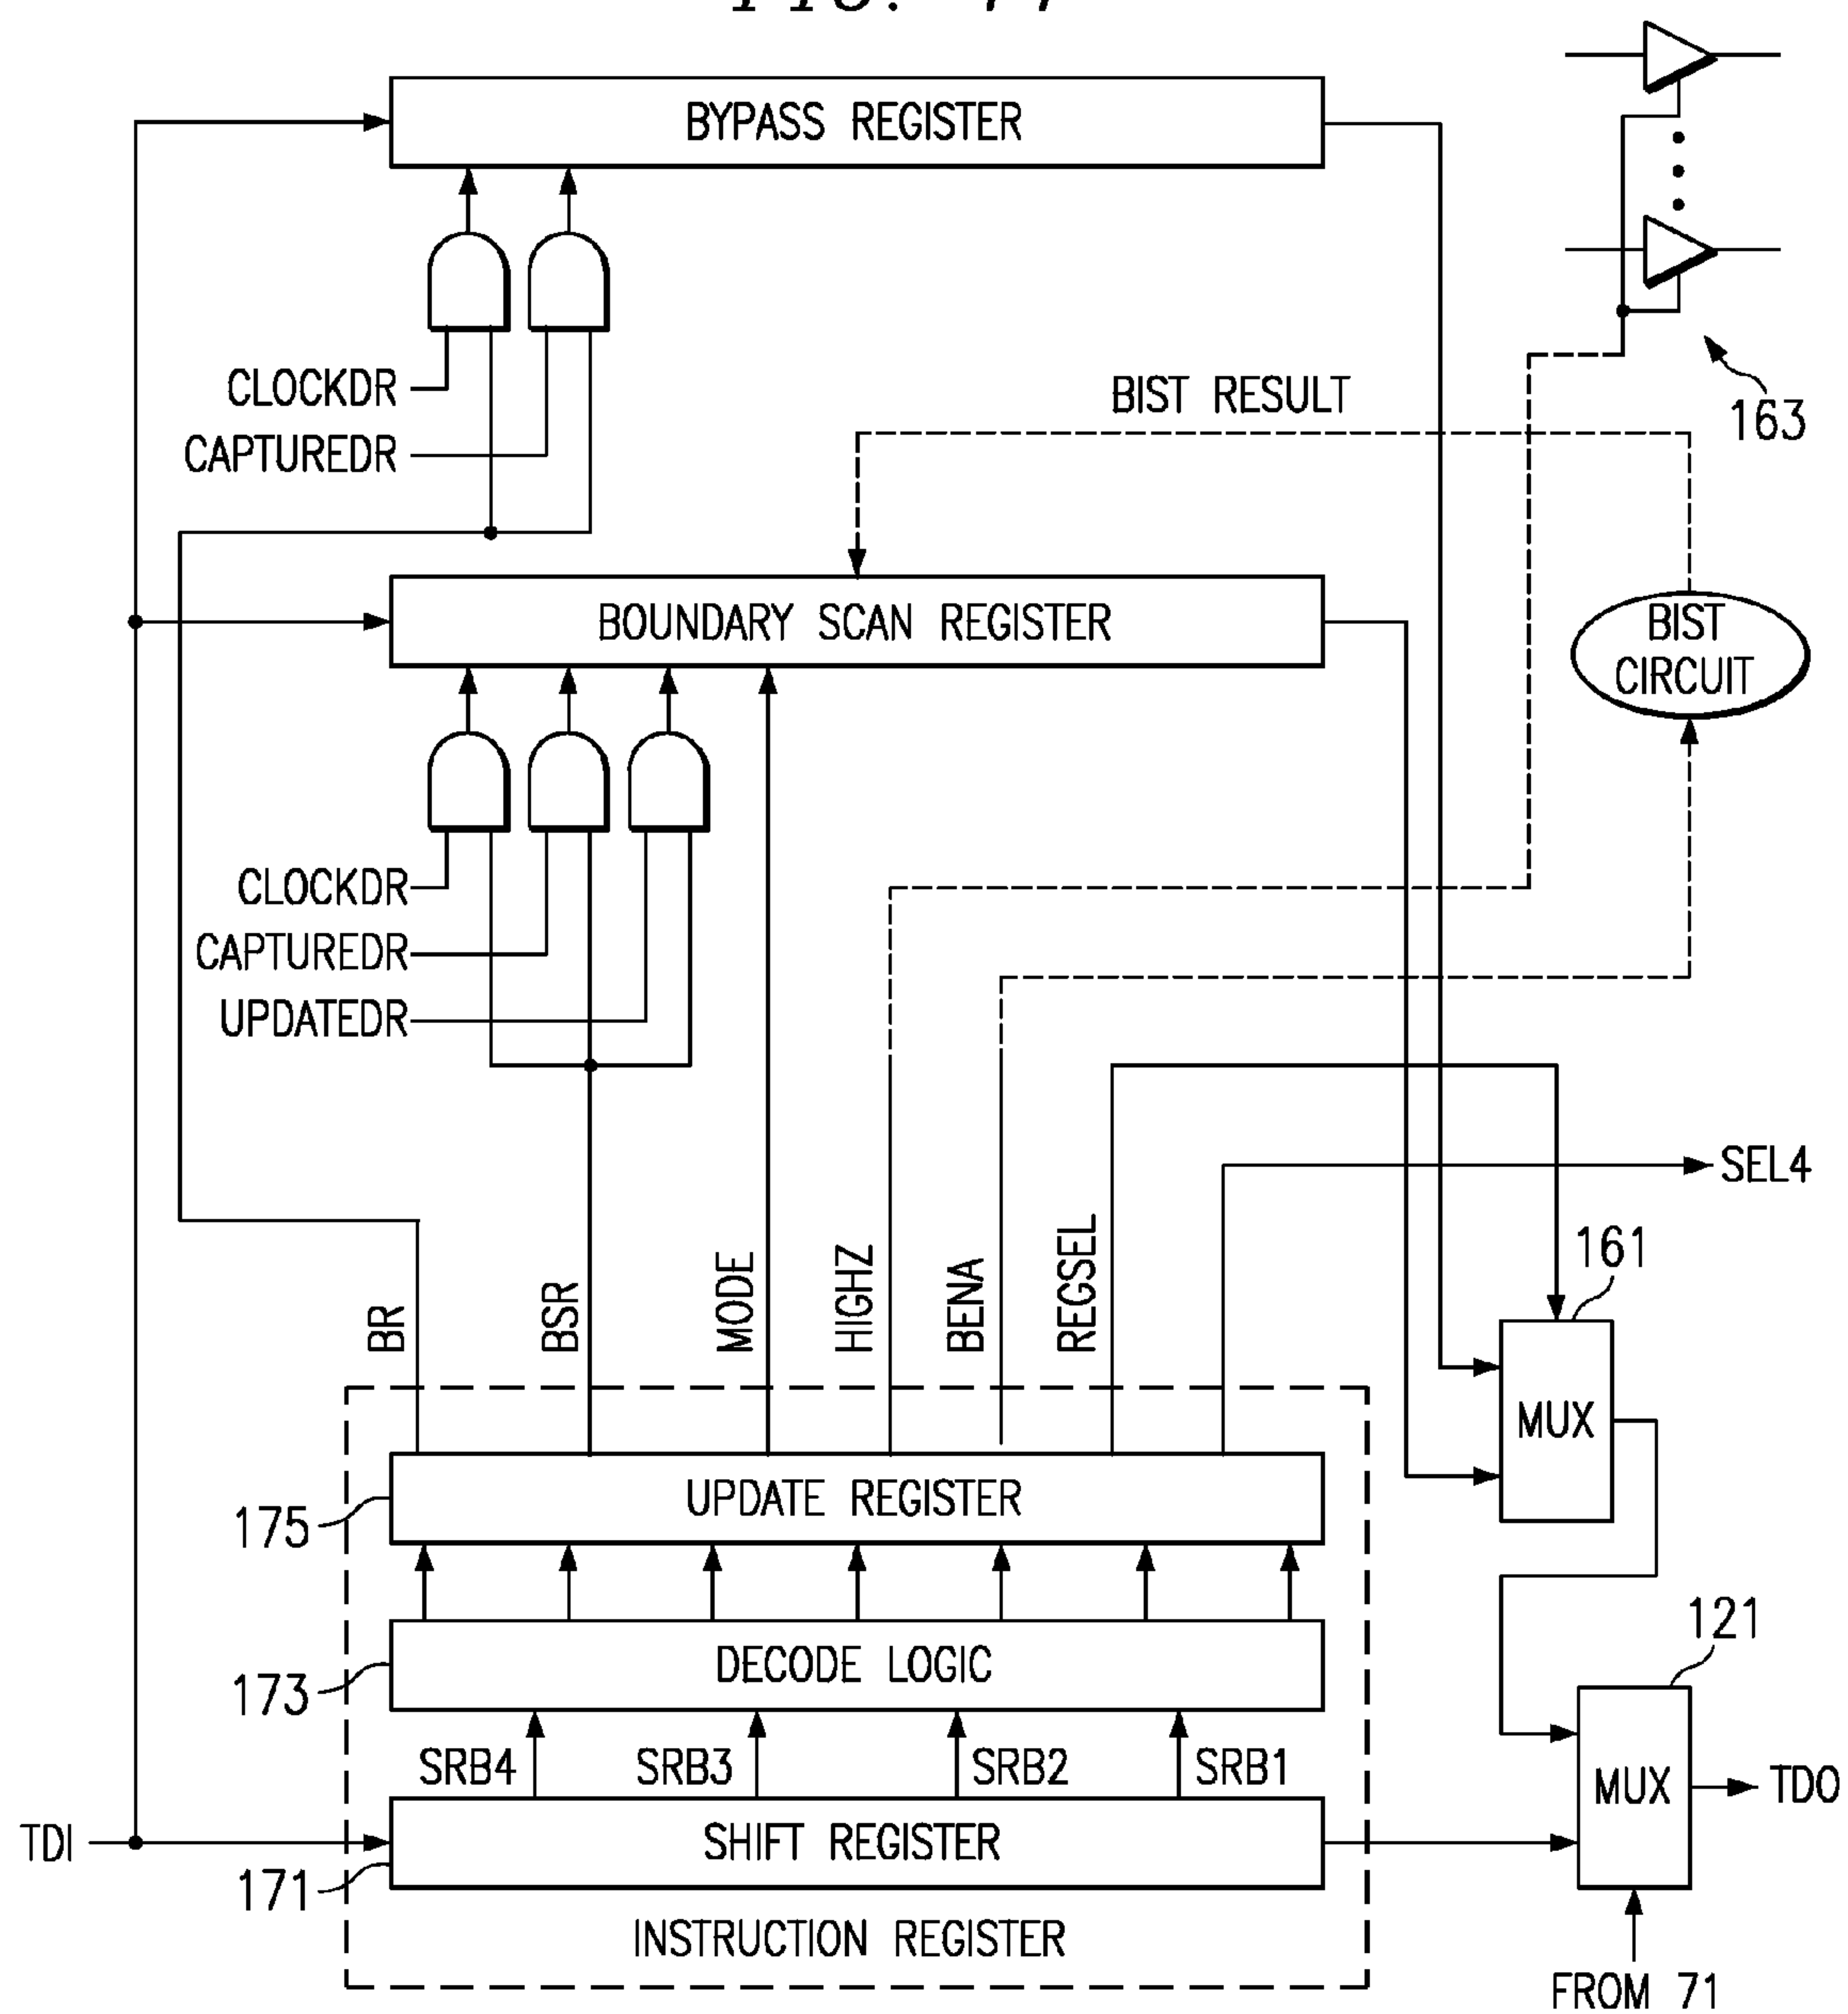 BYPASS REGISTER
CLOCKDR
CAPTUREDR
BIST RESULT
163
BOUNDARY SCAN REGISTER
BIST
CIRCUIT
CLOCKDR
CAPTUREDR
UPDATEDR
SEL4
161
BR
BSR
MODE
HIGHZ
BENA
REGSEL
MUX
UPDATE REGISTER
175
121
DECODE LOGIC
173
SRB4
SRB3
SRB2
SRB1
MUX
TDO
TDI
SHIFT REGISTER
171
INSTRUCTION REGISTER
FROM 71